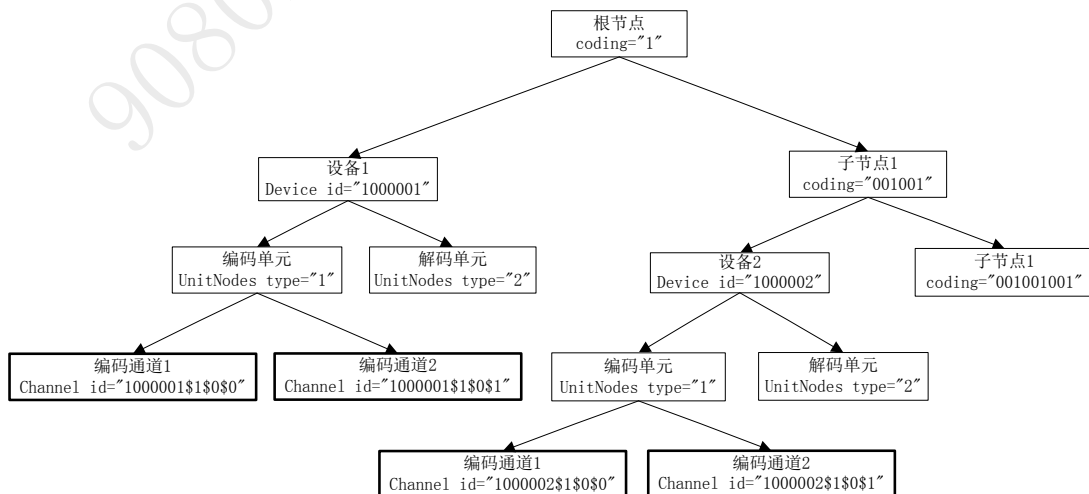 9080
根节点
coding="1"
设备1
Device id="1000001"
子节点1
coding="001001"
编码单元
UnitNodes type="1"
解码单元
UnitNodes type="2"
设备2
Device id="1000002"
子节点1
coding="001001001"
编码通道1
Channel id="1000001$1$0$0"
编码通道2
Channel id="1000001$1$0$1"
编码单元
UnitNodes type="1"
解码单元
UnitNodes type="2"
编码通道1
Channel id="1000002$1$0$0"
编码通道2
Channel id="1000002$1$0$1"